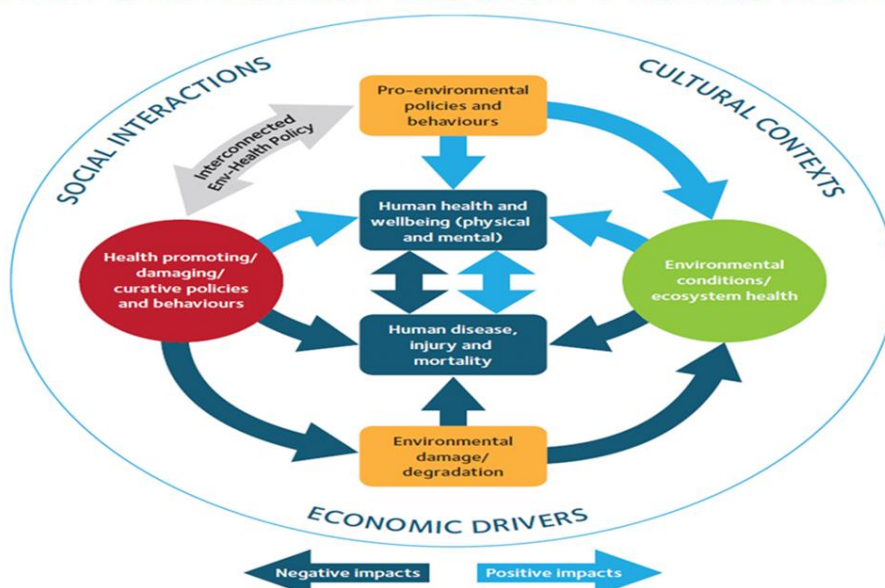 SOCIAL INTERACTIONS
CULTURAL CONTEXTS
Pro-environmental
policies and
behaviours
Interconnected
Env-Health Policy
Human health and
wellbeing (physical
and mental)
Health promoting/
damaging/
curative policies
and behaviours
Environmental
conditions/
ecosystem health
Human disease,
injury and
mortality
Environmental
damage/
degradation
ECONOMIC DRIVERS
Negative impacts
Positive impacts